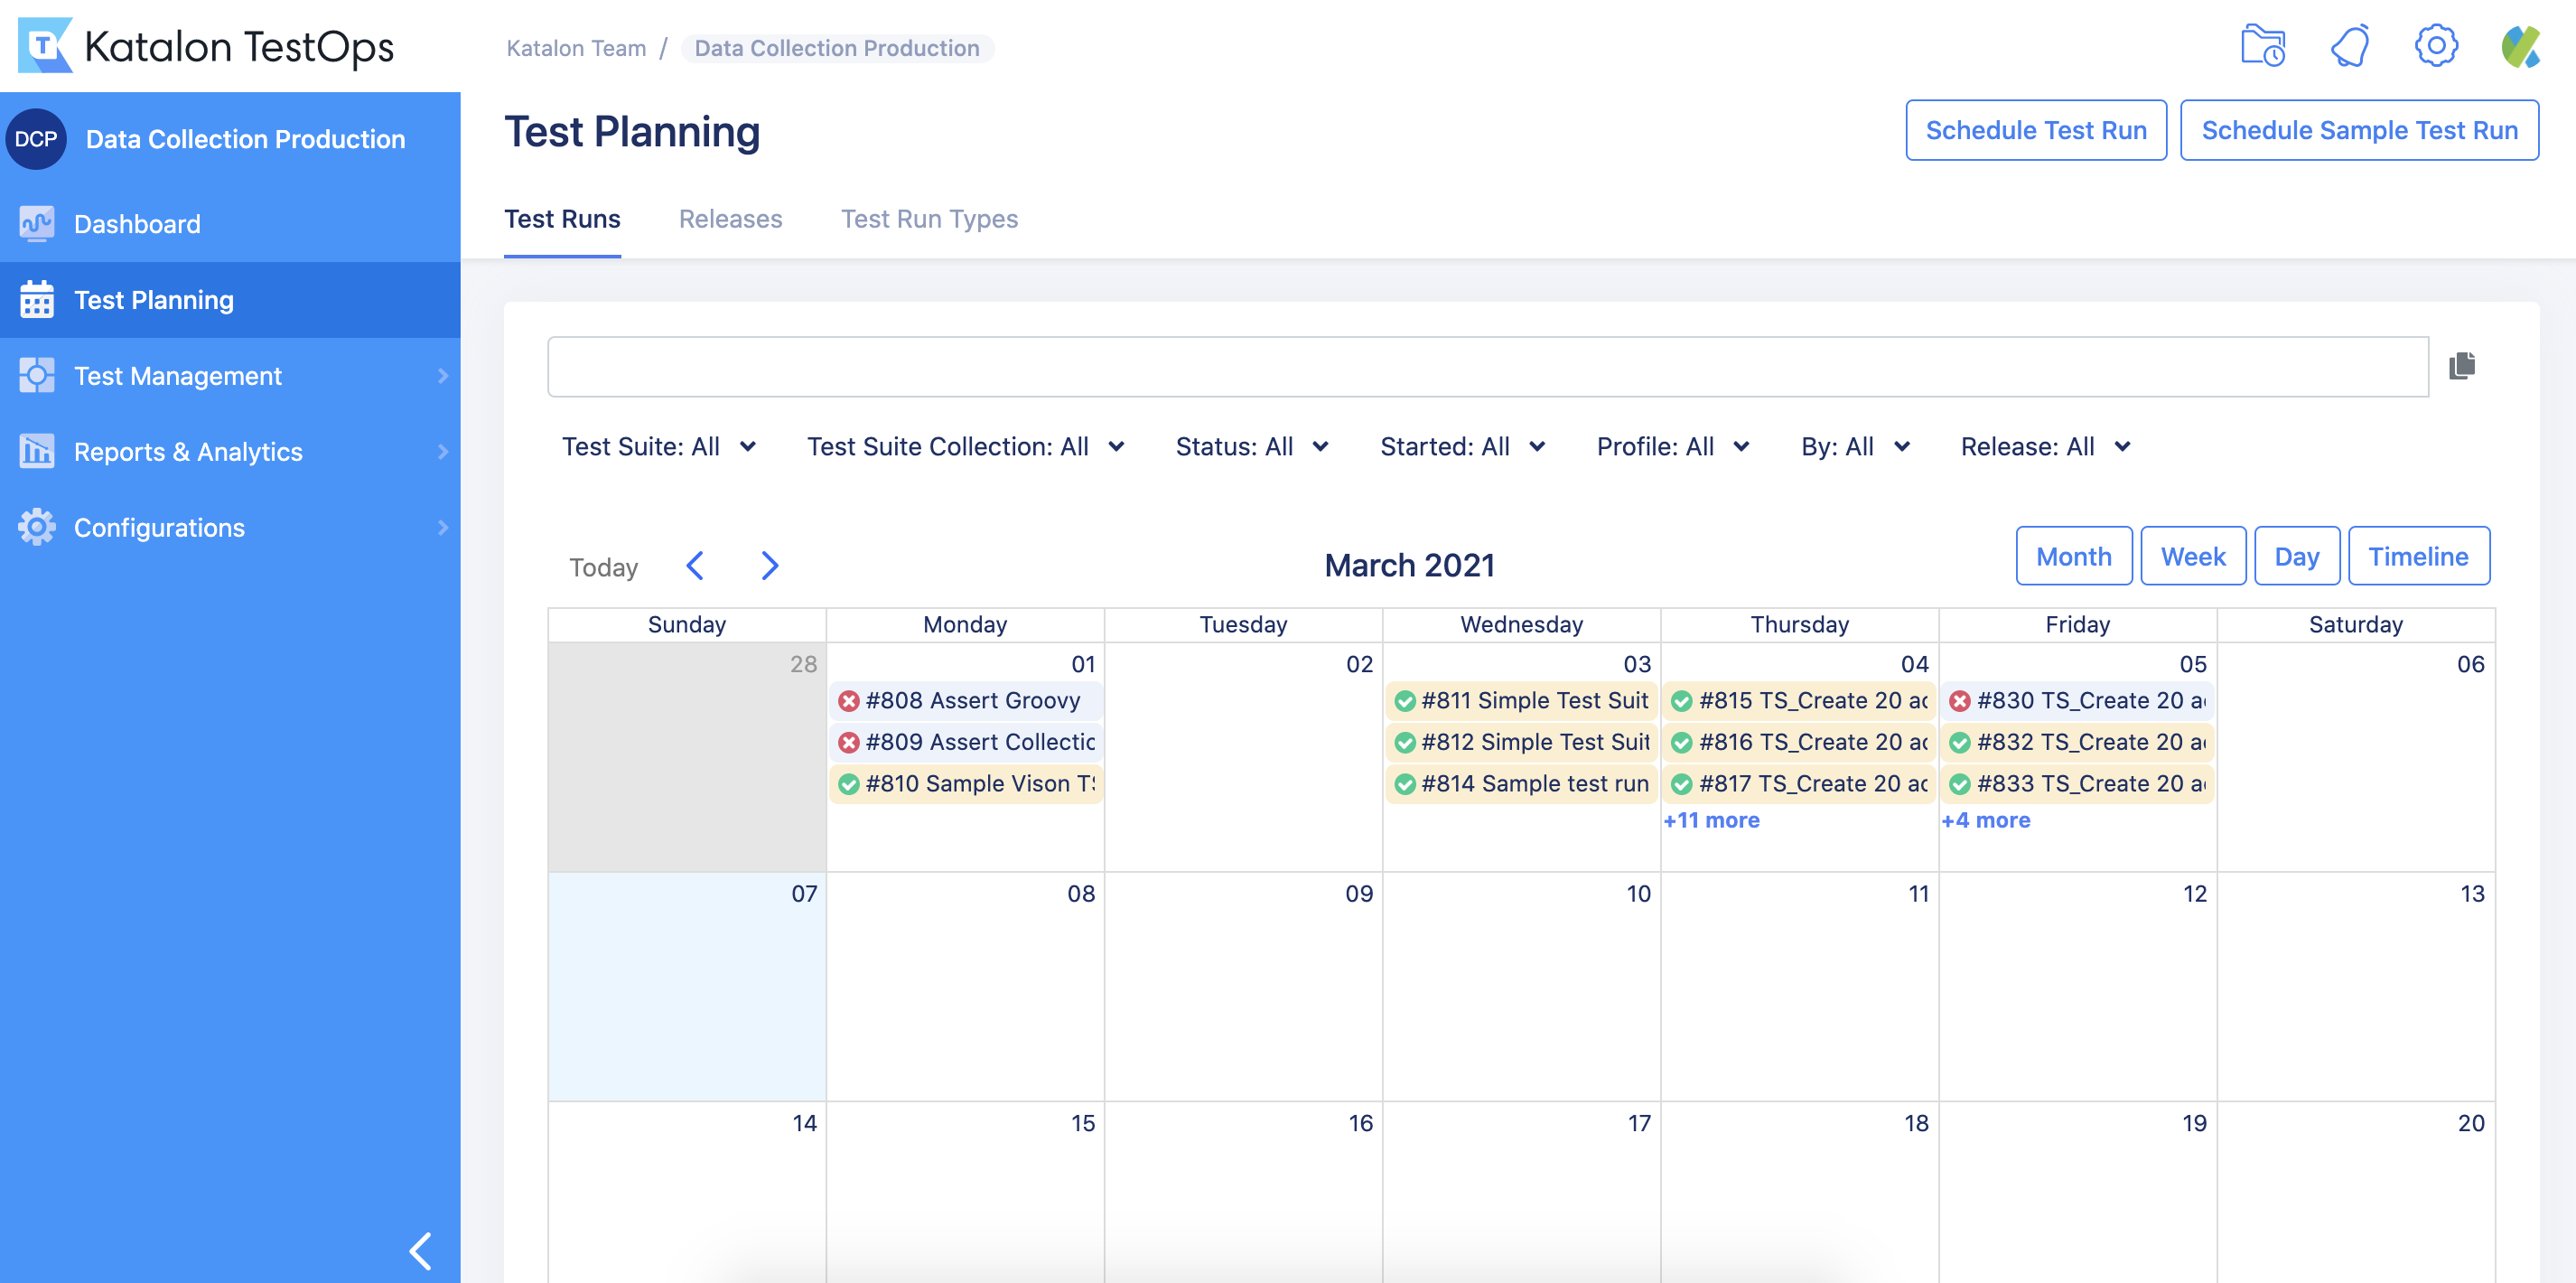 Katalon TestOps
Katalon Team / Data Collection Production
DCP Data Collection Production
Dashboard
Test Planning
Test Management
Reports & Analytics
Configurations
Test Planning
Schedule Test Run Schedule Sample Test Run
Test Runs Releases Test Run Types
Test Suite: All Test Suite Collection: All Status: All Started: All Profile: All By: All Release: All
Today March 2021 Month Week Day Timeline
Sunday Monday Tuesday Wednesday Thursday Friday Saturday
28 01 02 03 04 05 06
#808 Assert Groovy #811 Simple Test Suit #815 TS_Create 20 ac #830 TS_Create 20 a
#809 Assert Collectic #812 Simple Test Suit #816 TS_Create 20 ac #832 TS_Create 20 a
#810 Sample Vison TS #814 Sample test run #817 TS_Create 20 ac #833 TS_Create 20 a
+11 more +4 more
07 08 09 10 11 12 13
14 15 16 17 18 19 20